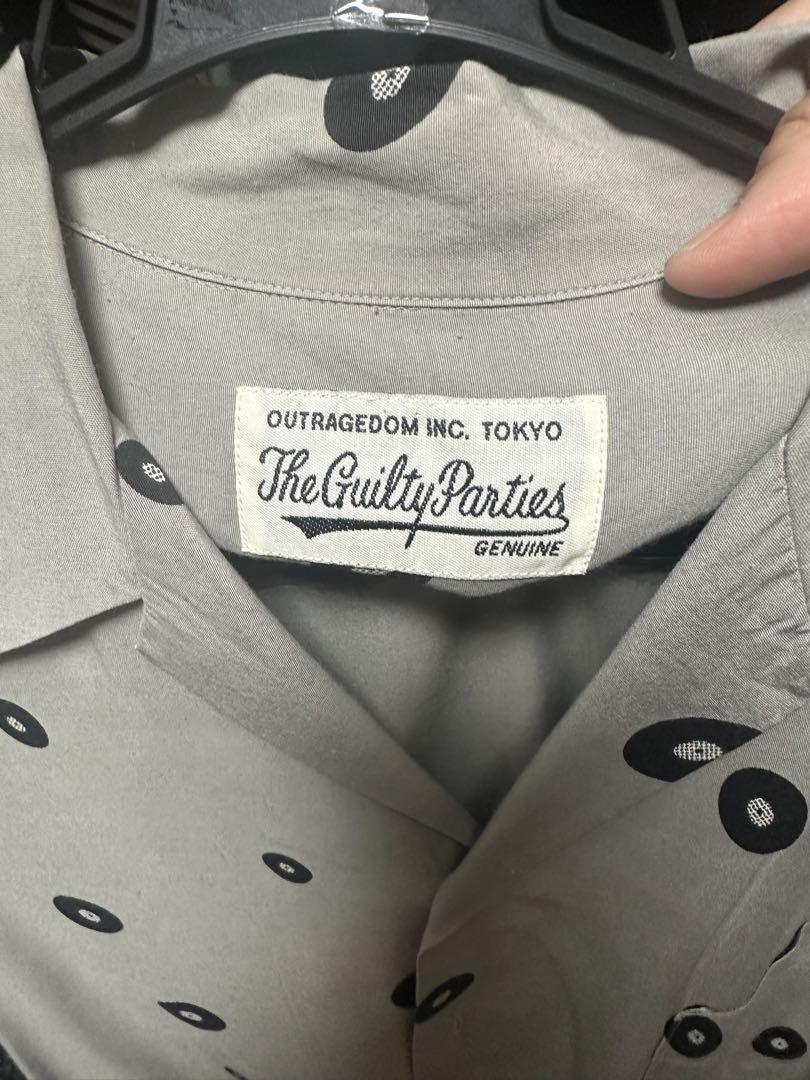 OUTRAGEDOM INC. TOKYO
The Guilty Parties
GENUINE